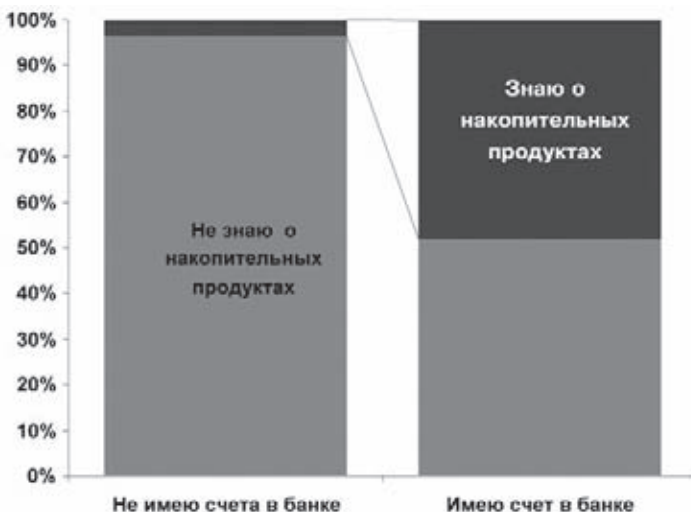 100%
90%
80%
70%
60%
50%
40%
30%
20%
10%
0%
Не знаю о
накопительных
продуктах
Знаю о
накопительных
продуктах
Не имею счета в банке
Имею счет в банке